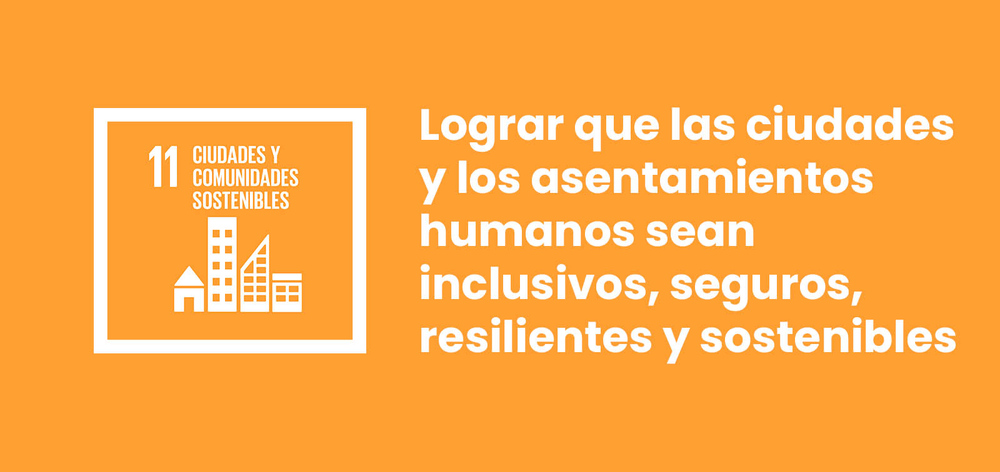 11
CIUDADES Y
COMUNIDADES
SOSTENIBLES
Lograr que las ciudades
y los asentamientos
humanos sean
inclusivos, seguros,
resilientes y sostenibles